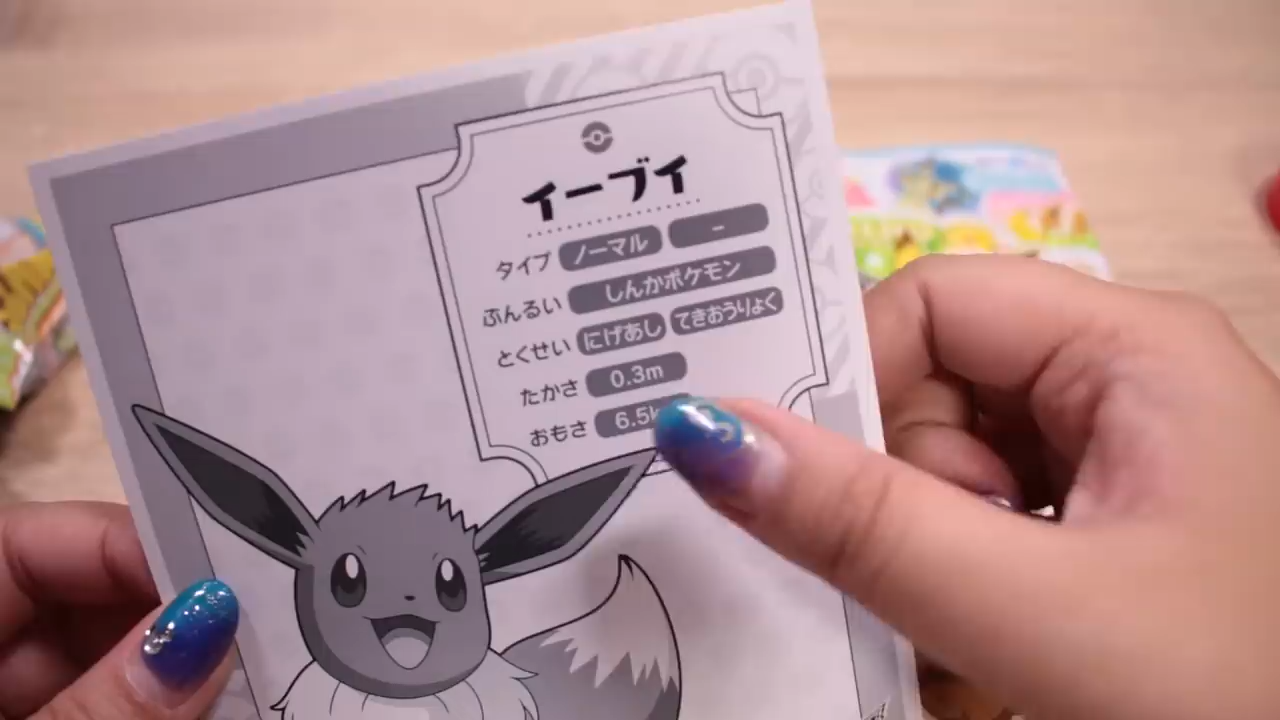 イーブイ
タイプ ノーマル -
ぶんるい しんかポケモン
とくせい にげあし てきおうりょく
たかさ 0.3m
おもさ 6.5k